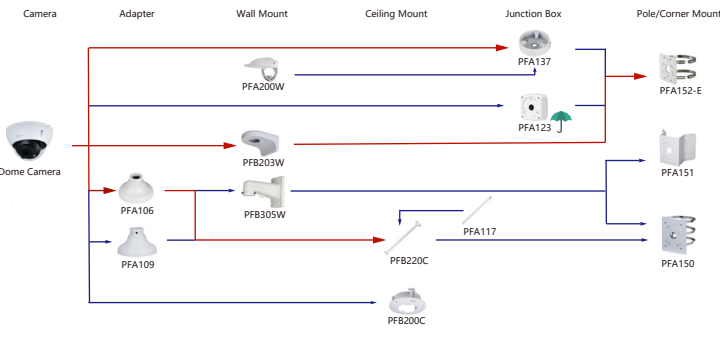 Camera Adapter Wall Mount Ceiling Mount Junction Box Pole/Corner Mount
PFA137
PFA200W
PFA152-E
PFA123
PFB203W
Dome Camera
PFA151
PFA106
PFB305W
PFA117
PFA109
PFB220C
PFA150
PFB200C